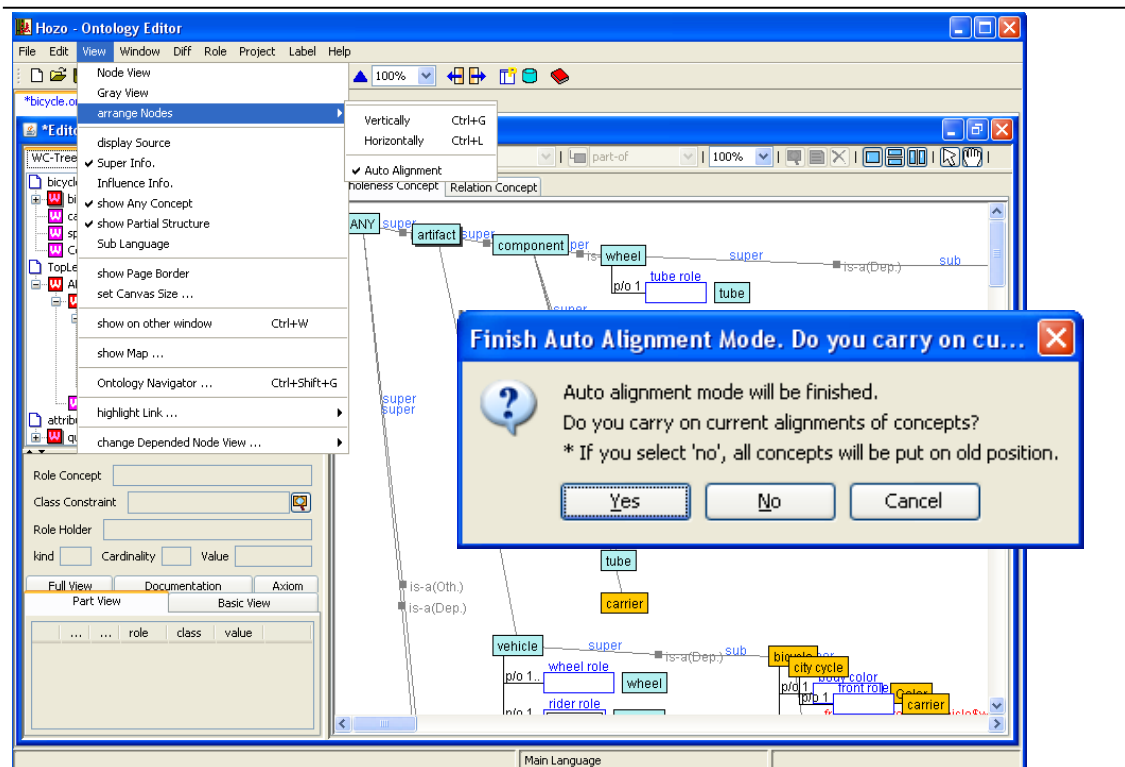 Hozo - Ontology Editor
File Edit View Window Diff Role Project Label Help
Node View
Gray View
arrange Nodes
display Source
Super Info.
Influence Info.
show Any Concept
show Partial Structure
Sub Language
show Page Border
set Canvas Size ...
show on other window Ctrl+W
show Map ...
Ontology Navigator ... Ctrl+Shift+G
highlight Link ...
change Depended Node View ...
Vertically Ctrl+G
Horizontally Ctrl+L
Auto Alignment
100%
part-of
100%
WC-Tree
Relation Concept
ANY
super
artifact
super
component
wheel
super
is-a(Dep.)
sub
tube role
p/o 1
tube
super
super
Finish Auto Alignment Mode. Do you carry on cu...
Auto alignment mode will be finished.
Do you carry on current alignments of concepts?
* If you select 'no', all concepts will be put on old position.
Yes No Cancel
tube
carrier
is-a(Oth.)
is-a(Dep.)
vehicle
super
is-a(Dep.)
sub
city cycle
p/o 1..
wheel role
wheel
rider role
p/o 1
body color
p/o 1
front role
carrier
Role Concept
Class Constraint
Role Holder
kind Cardinality Value
Full View Documentation Axiom
Part View Basic View
... ... role class value
Main Language